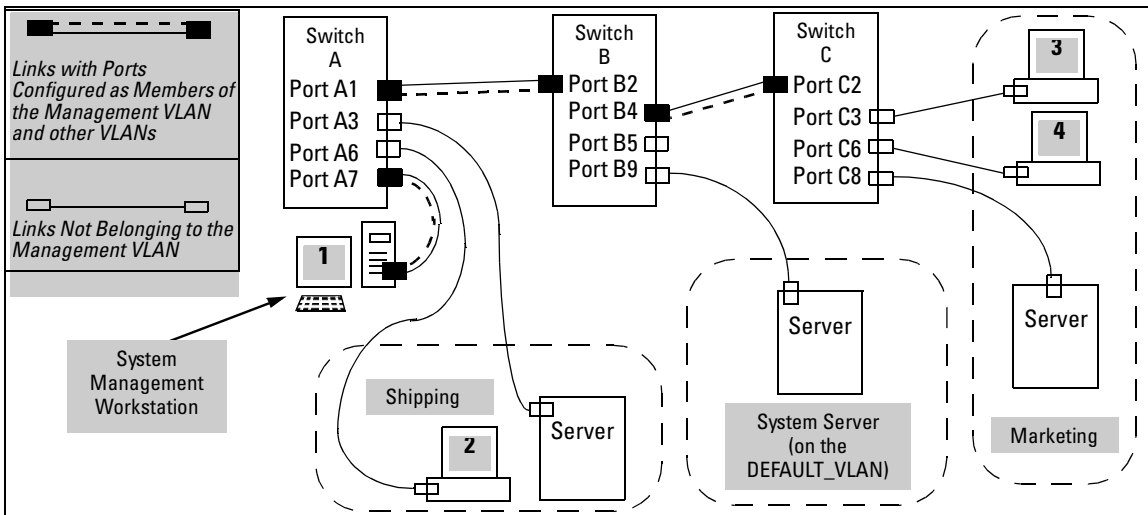 Links with Ports
Configured as Members of
the Management VLAN
and other VLANs
Links Not Belonging to the
Management VLAN
Switch
A
Port A1
Port A3
Port A6
Port A7
Switch
B
Port B2
Port B4
Port B5
Port B9
Switch
C
Port C2
Port C3
Port C6
Port C8
3
4
1
System
Management
Workstation
Shipping
2
Server
Server
System Server
(on the
DEFAULT_VLAN)
Server
Marketing